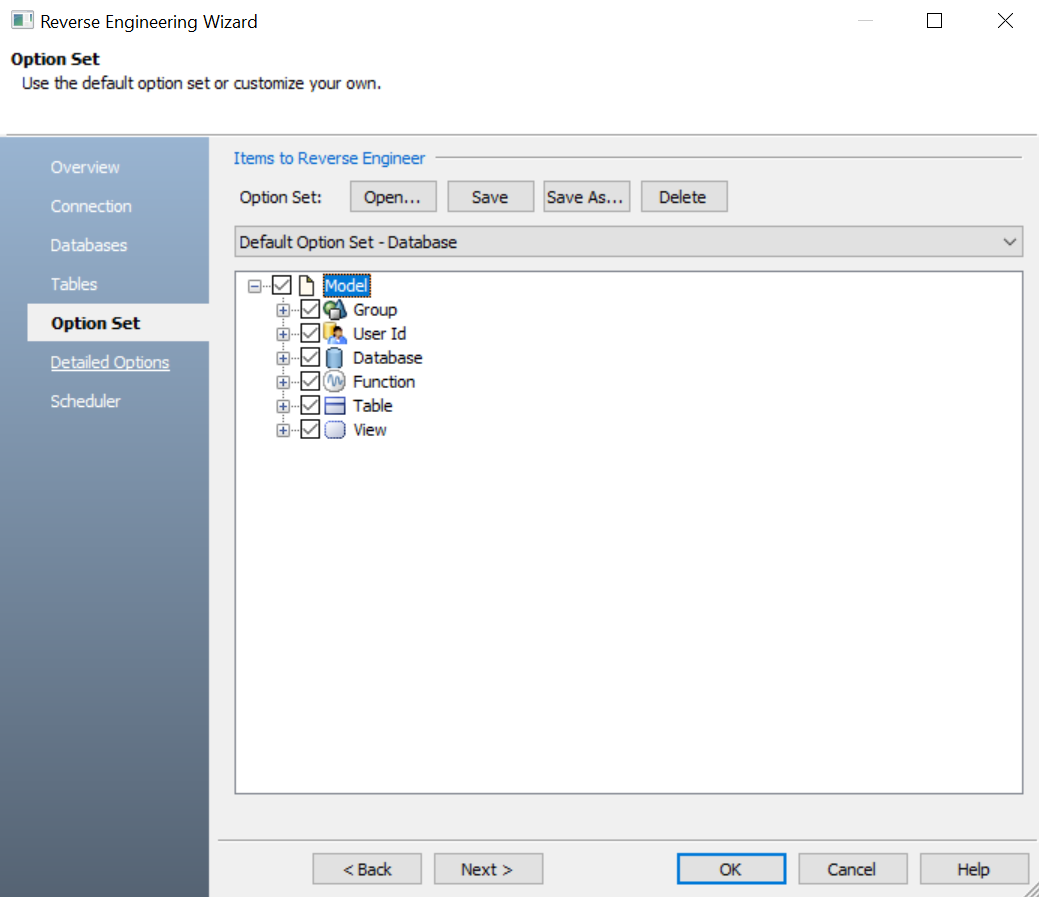 Reverse Engineering Wizard
Option Set
Use the default option set or customize your own.
Overview
Connection
Databases
Tables
Option Set
Detailed Options
Scheduler
Items to Reverse Engineer
Option Set: Open... Save Save As... Delete
Default Option Set - Database
Model
Group
User Id
Database
Function
Table
View
< Back Next > OK Cancel Help